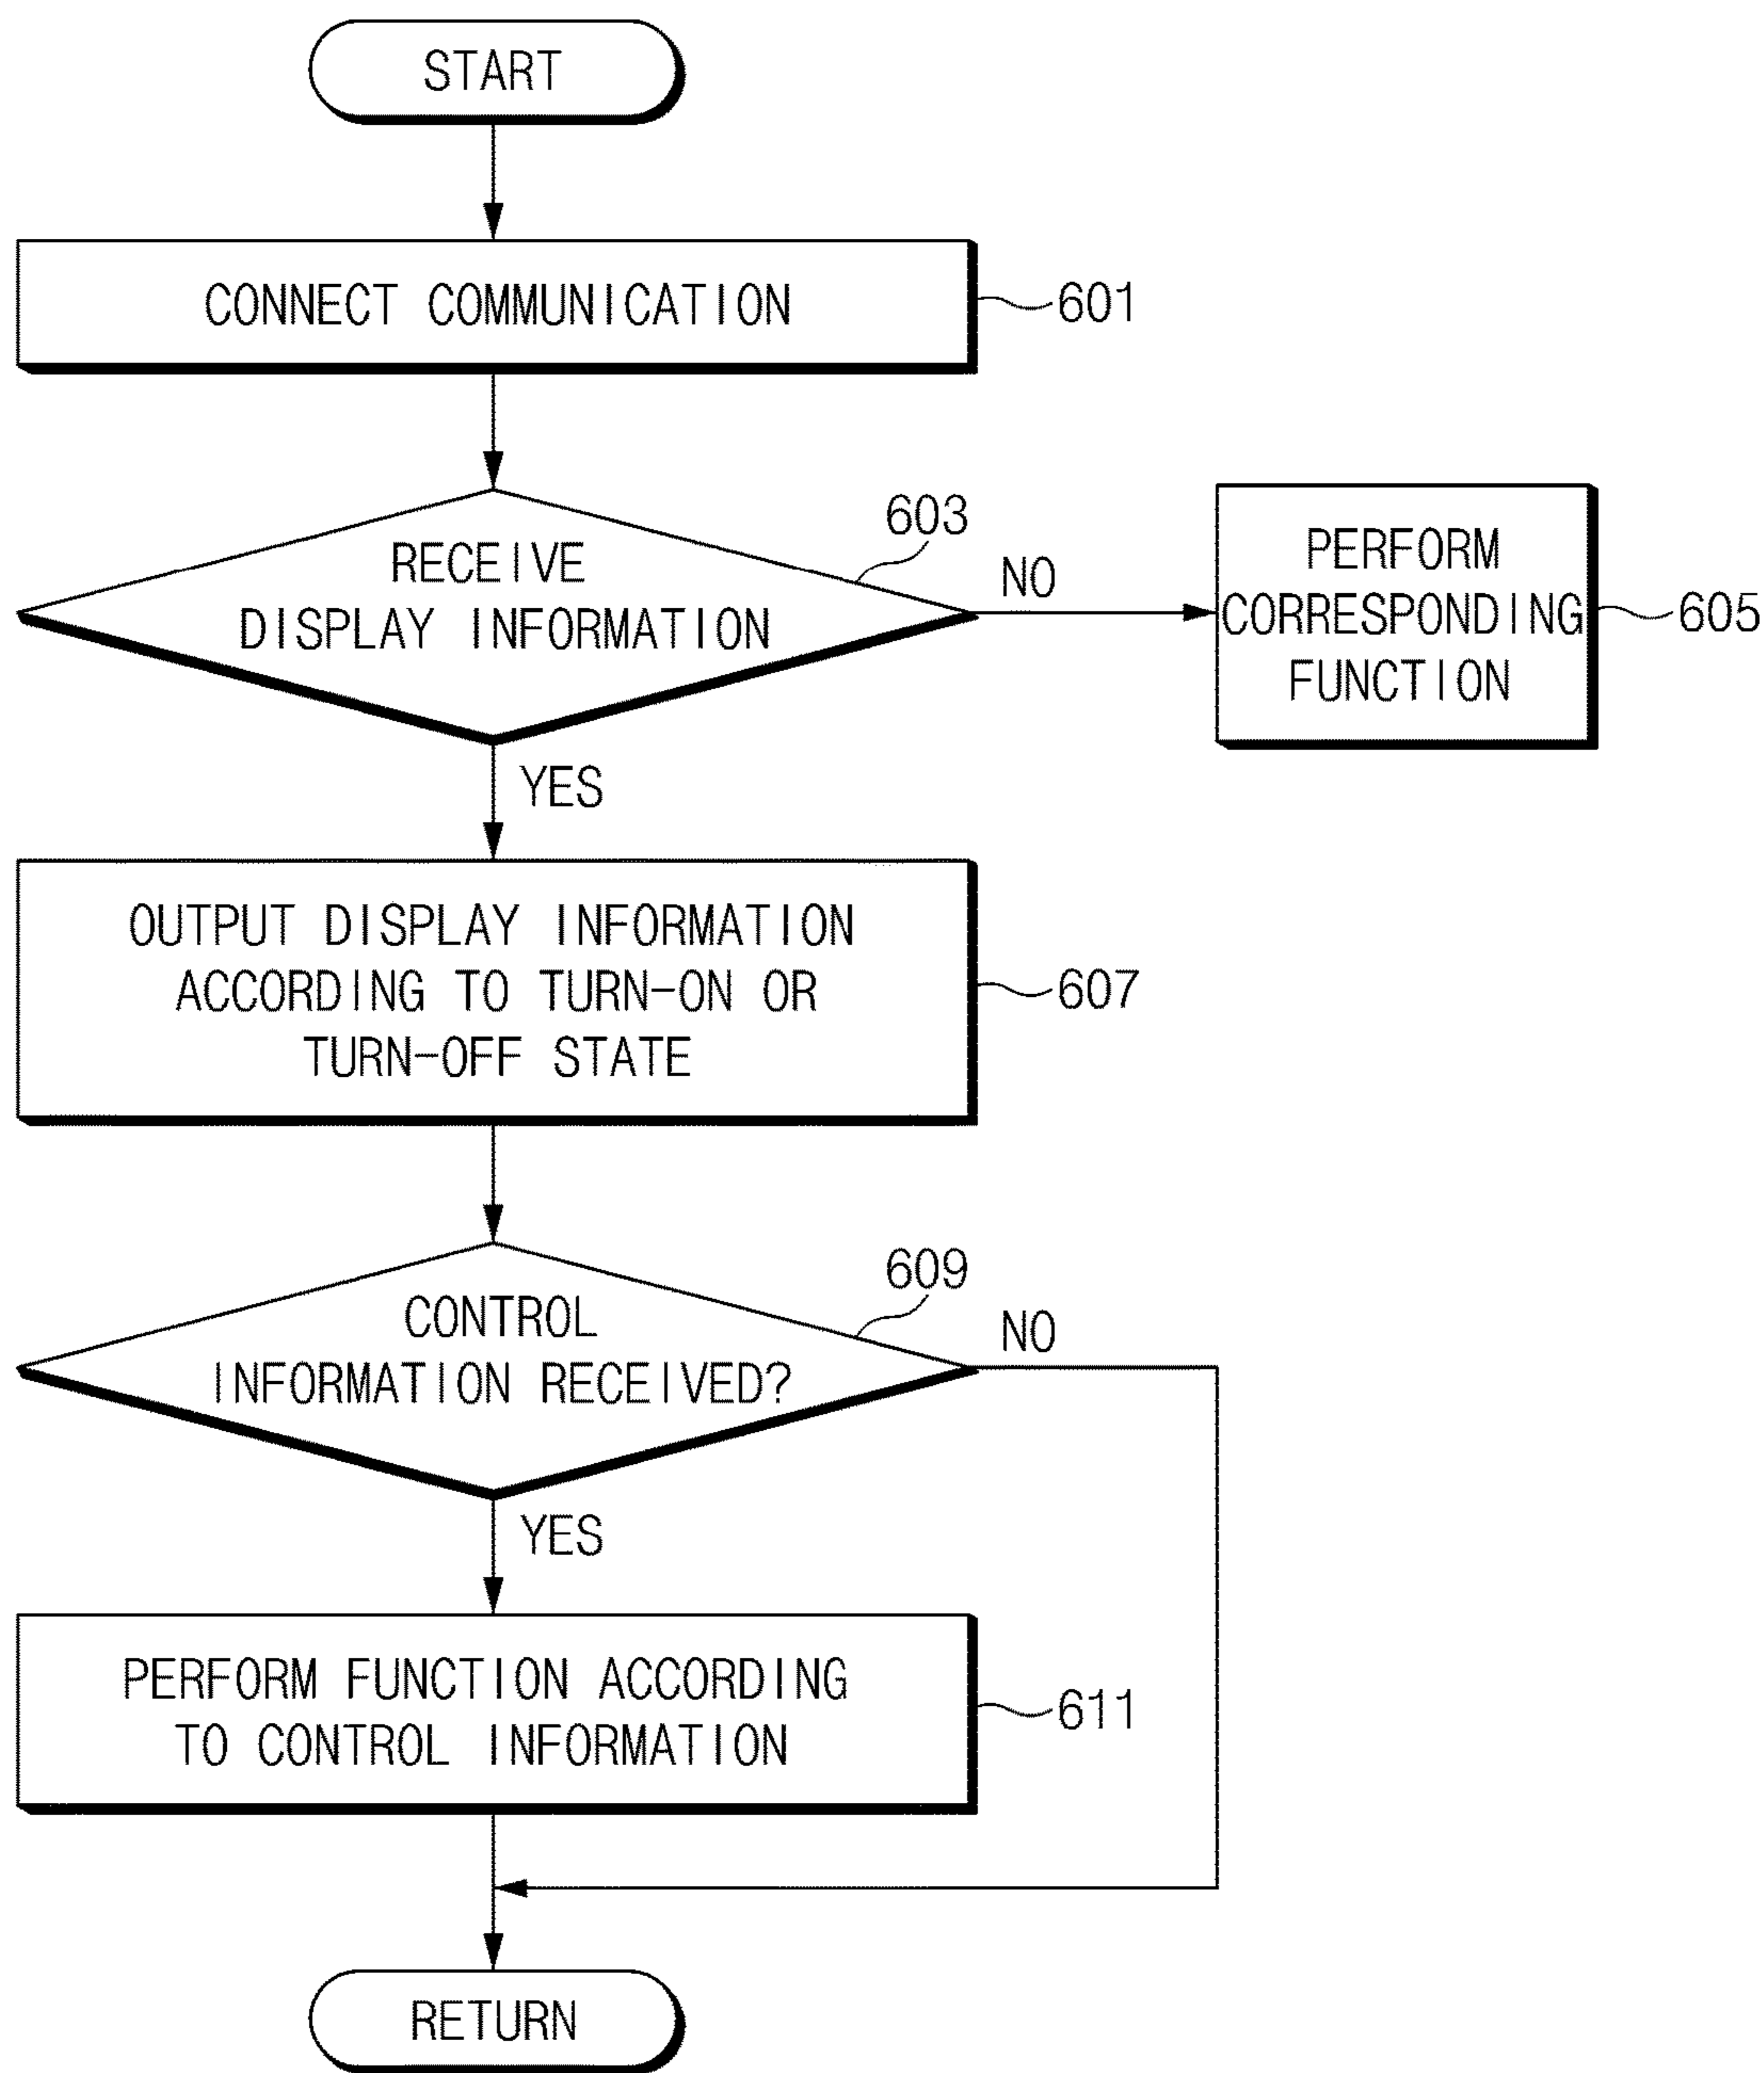 START
CONNECT COMMUNICATION
601
603
RECEIVE
DISPLAY INFORMATION
NO
PERFORM
CORRESPONDING
FUNCTION
605
YES
OUTPUT DISPLAY INFORMATION
ACCORDING TO TURN-ON OR
TURN-OFF STATE
607
609
CONTROL
INFORMATION RECEIVED?
NO
YES
PERFORM FUNCTION ACCORDING
TO CONTROL INFORMATION
611
RETURN